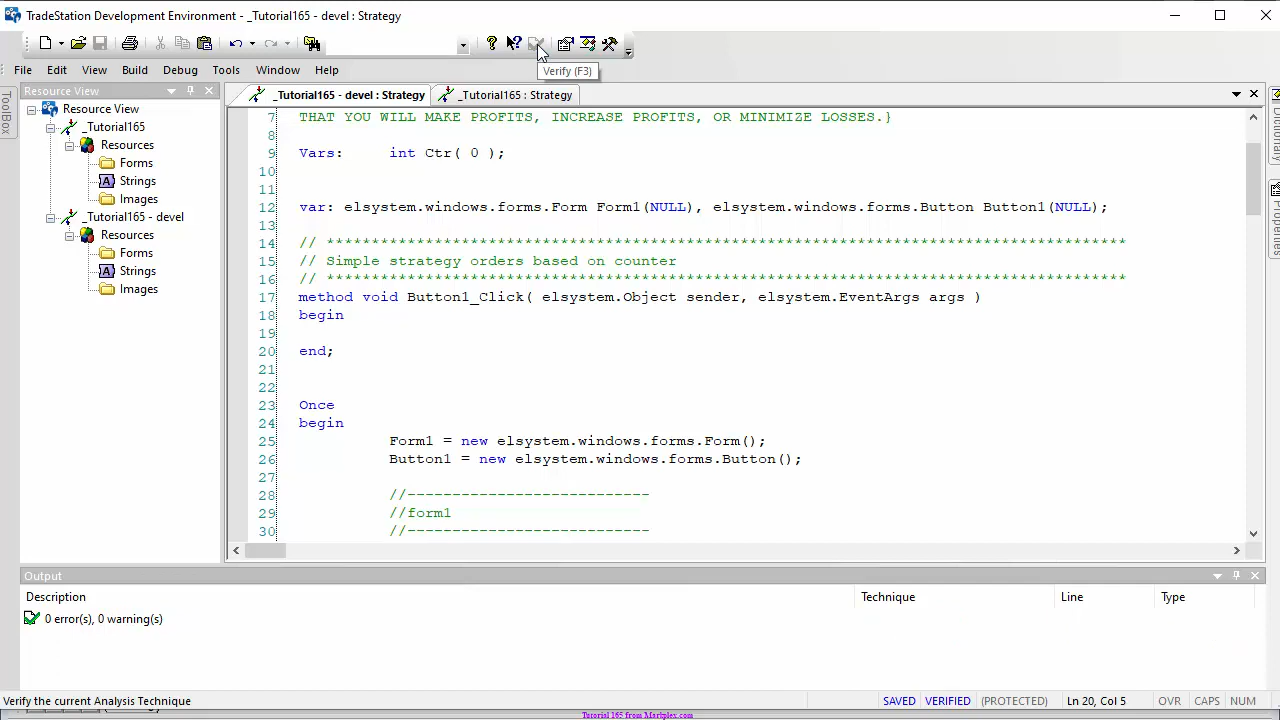 TradeStation Development Environment - _Tutorial165 - devel : Strategy
File Edit View Build Debug Tools Window Help
Verify (F3)
ToolBox
Resource View
Resource View
_Tutorial165
Resources
Forms
Strings
Images
_Tutorial165 - devel
Resources
Forms
Strings
Images
_Tutorial165 - devel : Strategy
_Tutorial165 : Strategy
7 THAT YOU WILL MAKE PROFITS, INCREASE PROFITS, OR MINIMIZE LOSSES.}
8
9 Vars: int Ctr( 0 );
10
11
12 var: elsystem.windows.forms.Form Form1(NULL), elsystem.windows.forms.Button Button1(NULL);
13
14 // ********************************************************************************
15 // Simple strategy orders based on counter
16 // ********************************************************************************
17 method void Button1_Click( elsystem.Object sender, elsystem.EventArgs args )
18 begin
19
20 end;
21
22
23 Once
24 begin
25 Form1 = new elsystem.windows.forms.Form();
26 Button1 = new elsystem.windows.forms.Button();
27
28 //---------------------------
29 //form1
30 //---------------------------
Dictionary
Properties
Output
Description Technique Line Type
0 error(s), 0 warning(s)
Verify the current Analysis Technique SAVED VERIFIED (PROTECTED) Ln 20, Col 5 OVR CAPS NUM
Tutorial 165 from Markplex.com